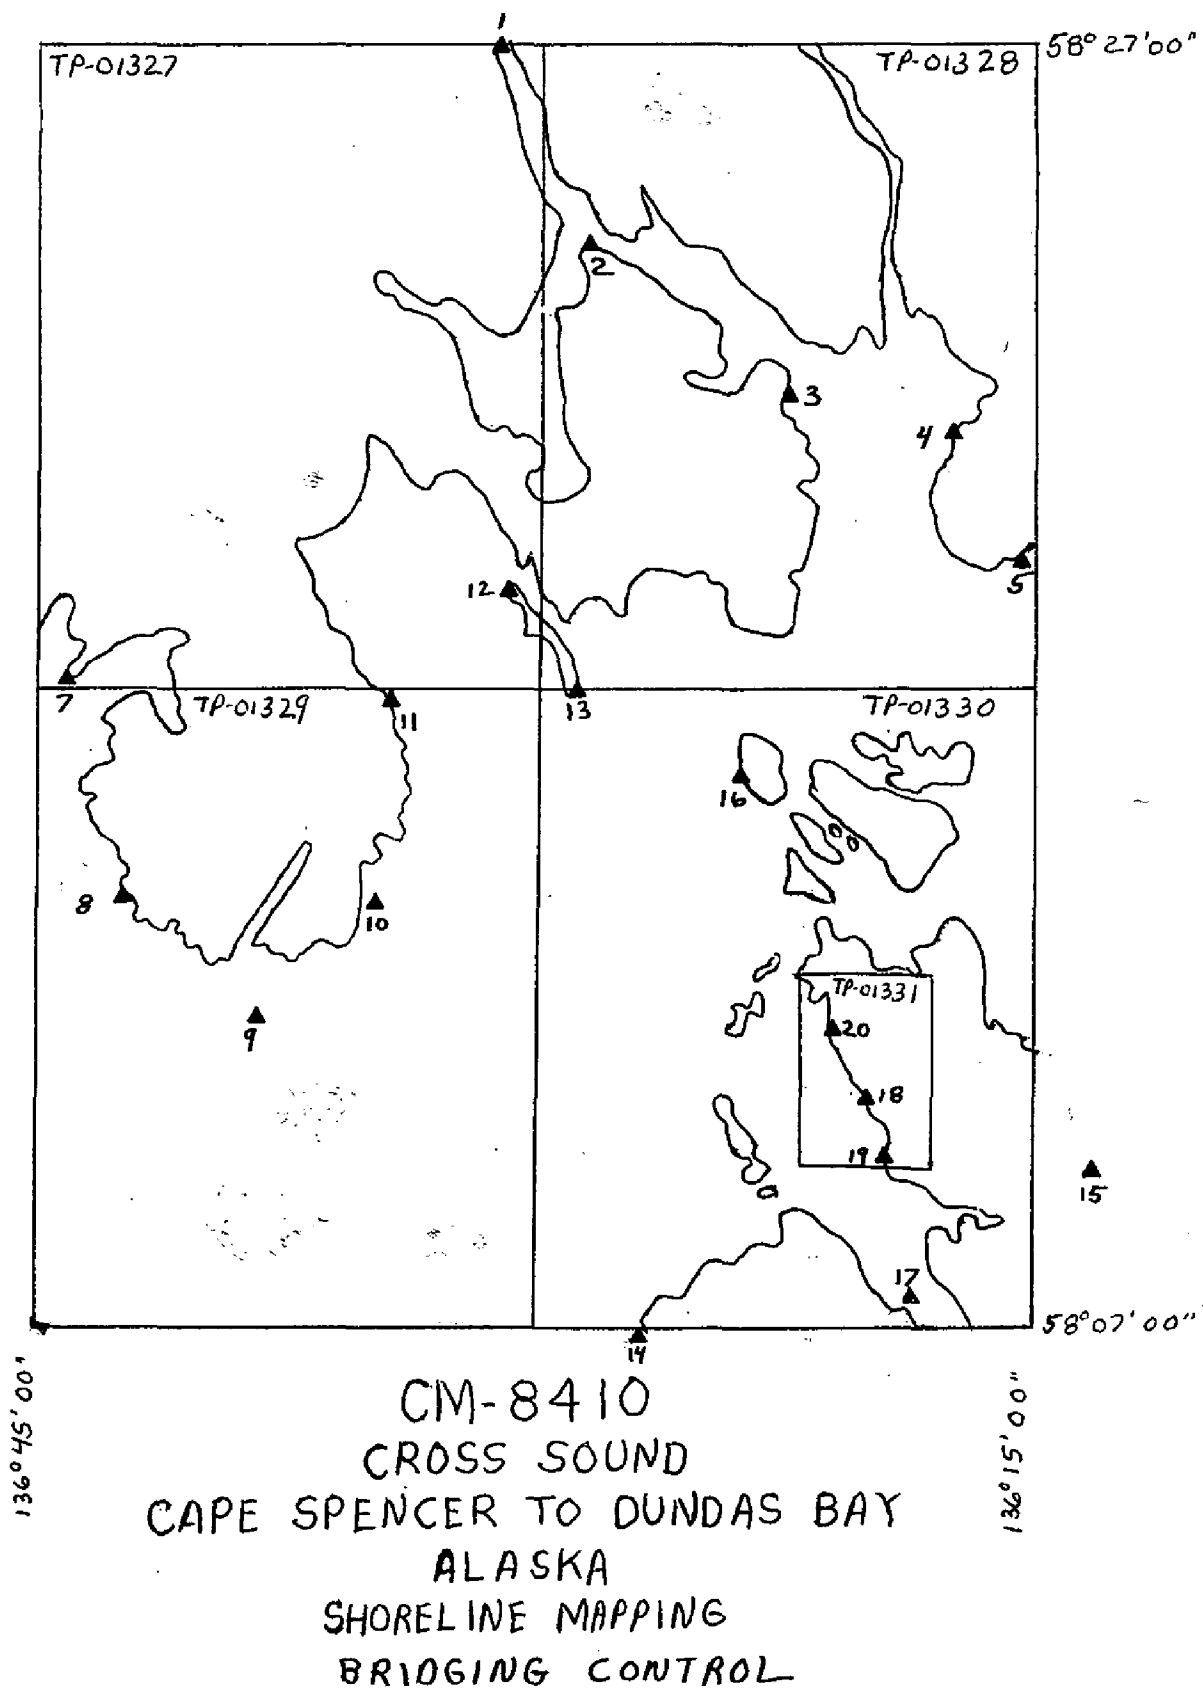 1
58° 27' 00"
TP-01327
TP-01328
2
3
4
5
12
7
TP-01329
11
13
TP-01330
16
8
10
TP-01331
9
20
18
19
15
17
14
58° 07' 00"
136° 45' 00"
136° 15' 00"
CM-8410
CROSS SOUND
CAPE SPENCER TO DUNDAS BAY
ALASKA
SHORELINE MAPPING
BRIDGING CONTROL